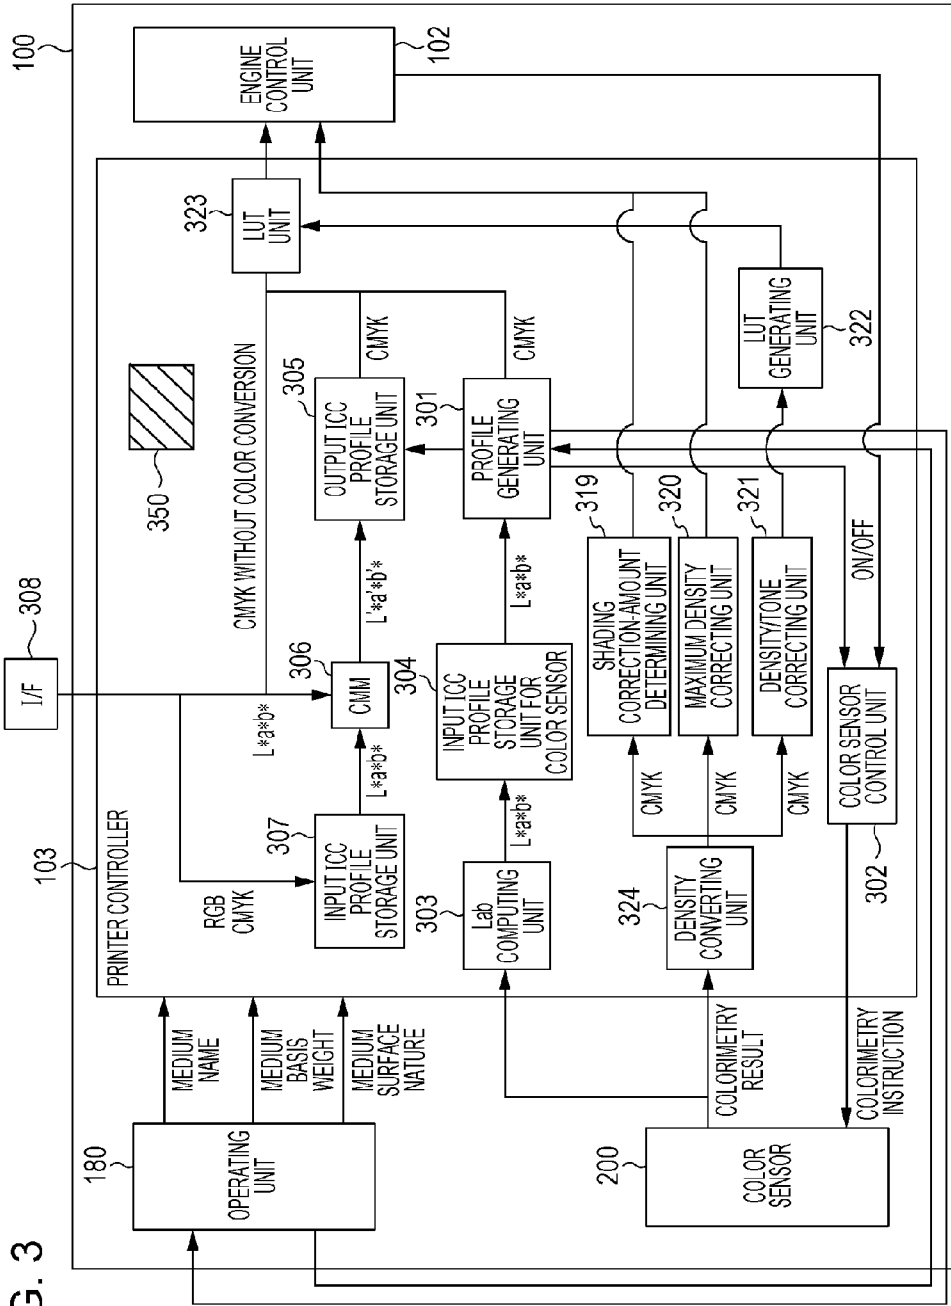 G. 3
100
308
I/F
103
PRINTER CONTROLLER
350
323
LUT
UNIT
ENGINE
CONTROL
UNIT
102
180
OPERATING
UNIT
MEDIUM
NAME
MEDIUM
BASIS
WEIGHT
MEDIUM
SURFACE
NATURE
RGB
CMYK
L*a*b*
CMYK WITHOUT COLOR CONVERSION
307
INPUT ICC
PROFILE
STORAGE UNIT
L*a*b*
306
CMM
L*'a*'b*'
305
OUTPUT ICC
PROFILE
STORAGE UNIT
CMYK
303
Lab
COMPUTING
UNIT
L*a*b*
304
INPUT ICC
PROFILE
STORAGE
UNIT FOR
COLOR SENSOR
L*a*b*
301
PROFILE
GENERATING
UNIT
CMYK
324
DENSITY
CONVERTING
UNIT
CMYK
CMYK
CMYK
319
SHADING
CORRECTION-AMOUNT
DETERMINING UNIT
320
MAXIMUM DENSITY
CORRECTING UNIT
321
DENSITY/TONE
CORRECTING UNIT
LUT
GENERATING
UNIT
322
200
COLOR
SENSOR
COLORIMETRY
RESULT
COLORIMETRY
INSTRUCTION
COLOR SENSOR
CONTROL UNIT
302
ON/OFF